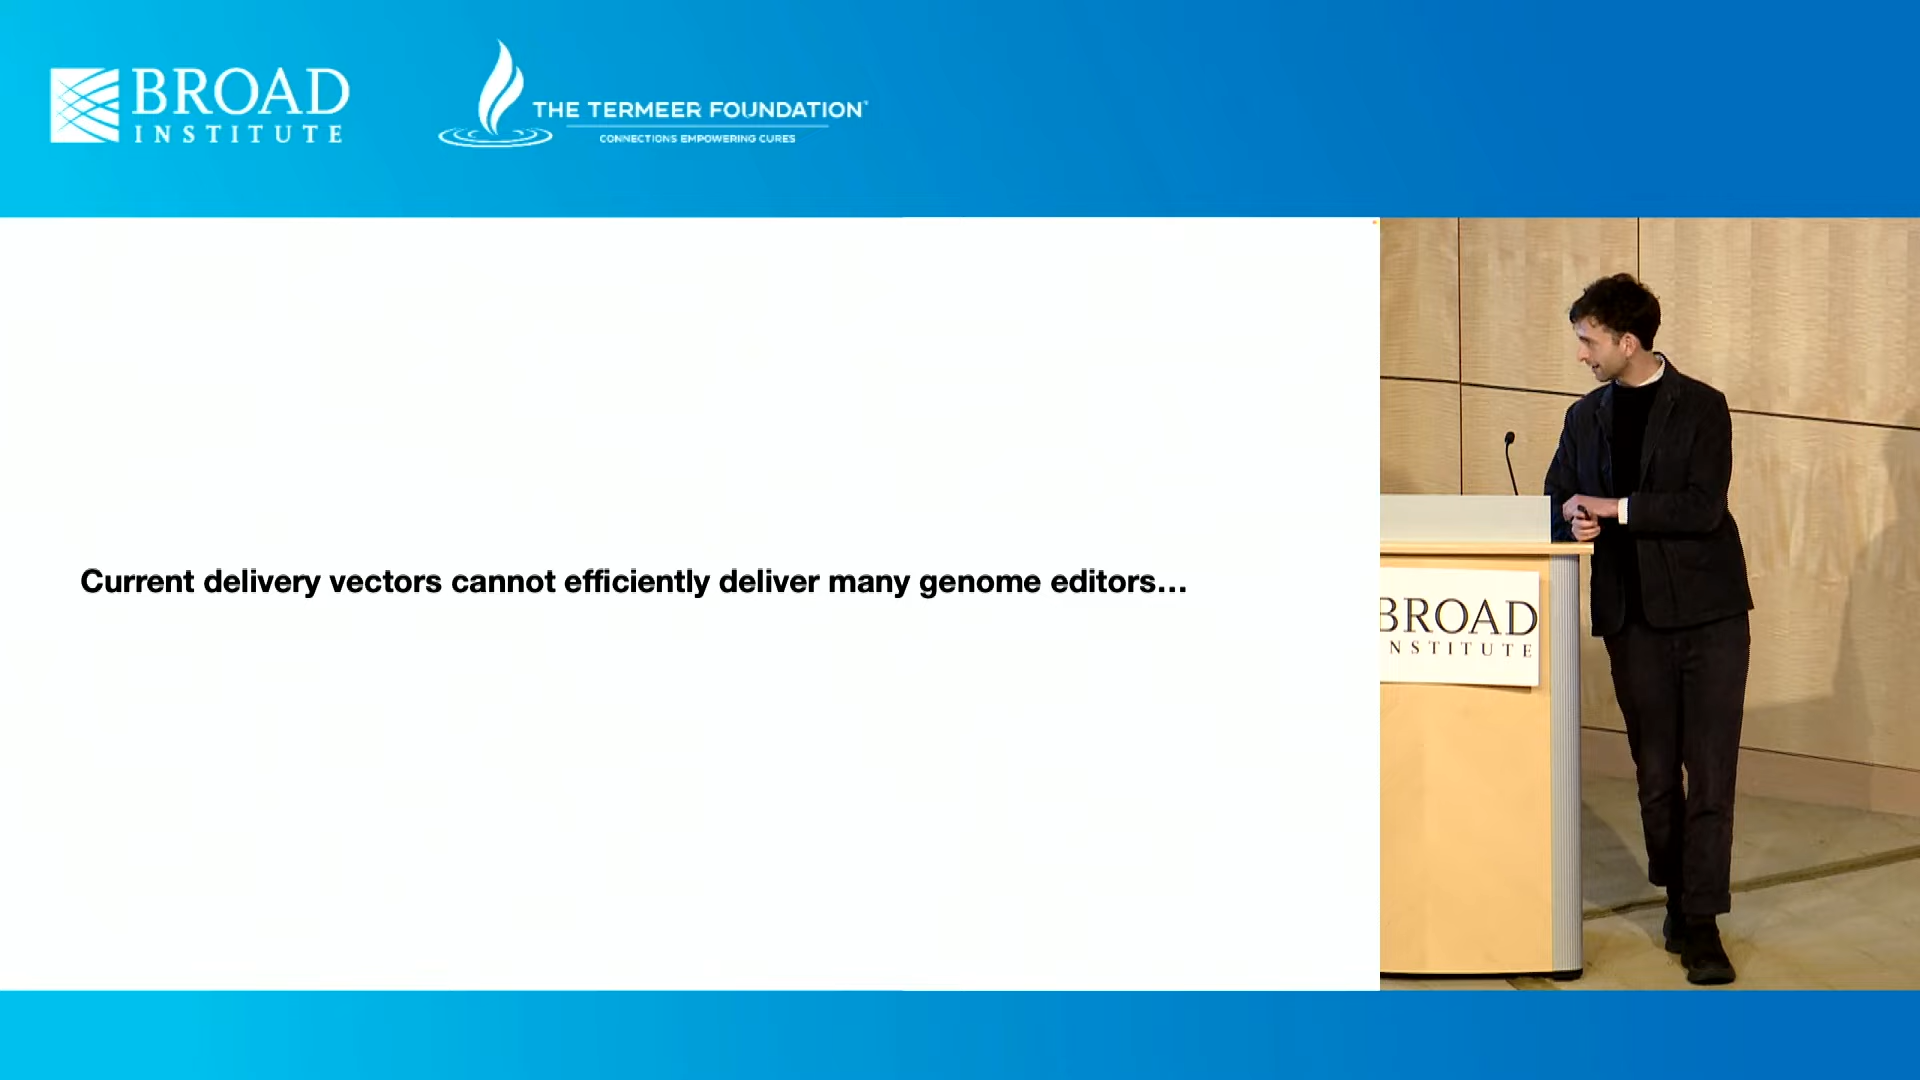 BROAD
INSTITUTE
THE TERMEER FOUNDATION
CONNECTIONS EMPOWERING CURES
Current delivery vectors cannot efficiently deliver many genome editors…
BROAD
NSTITUTE